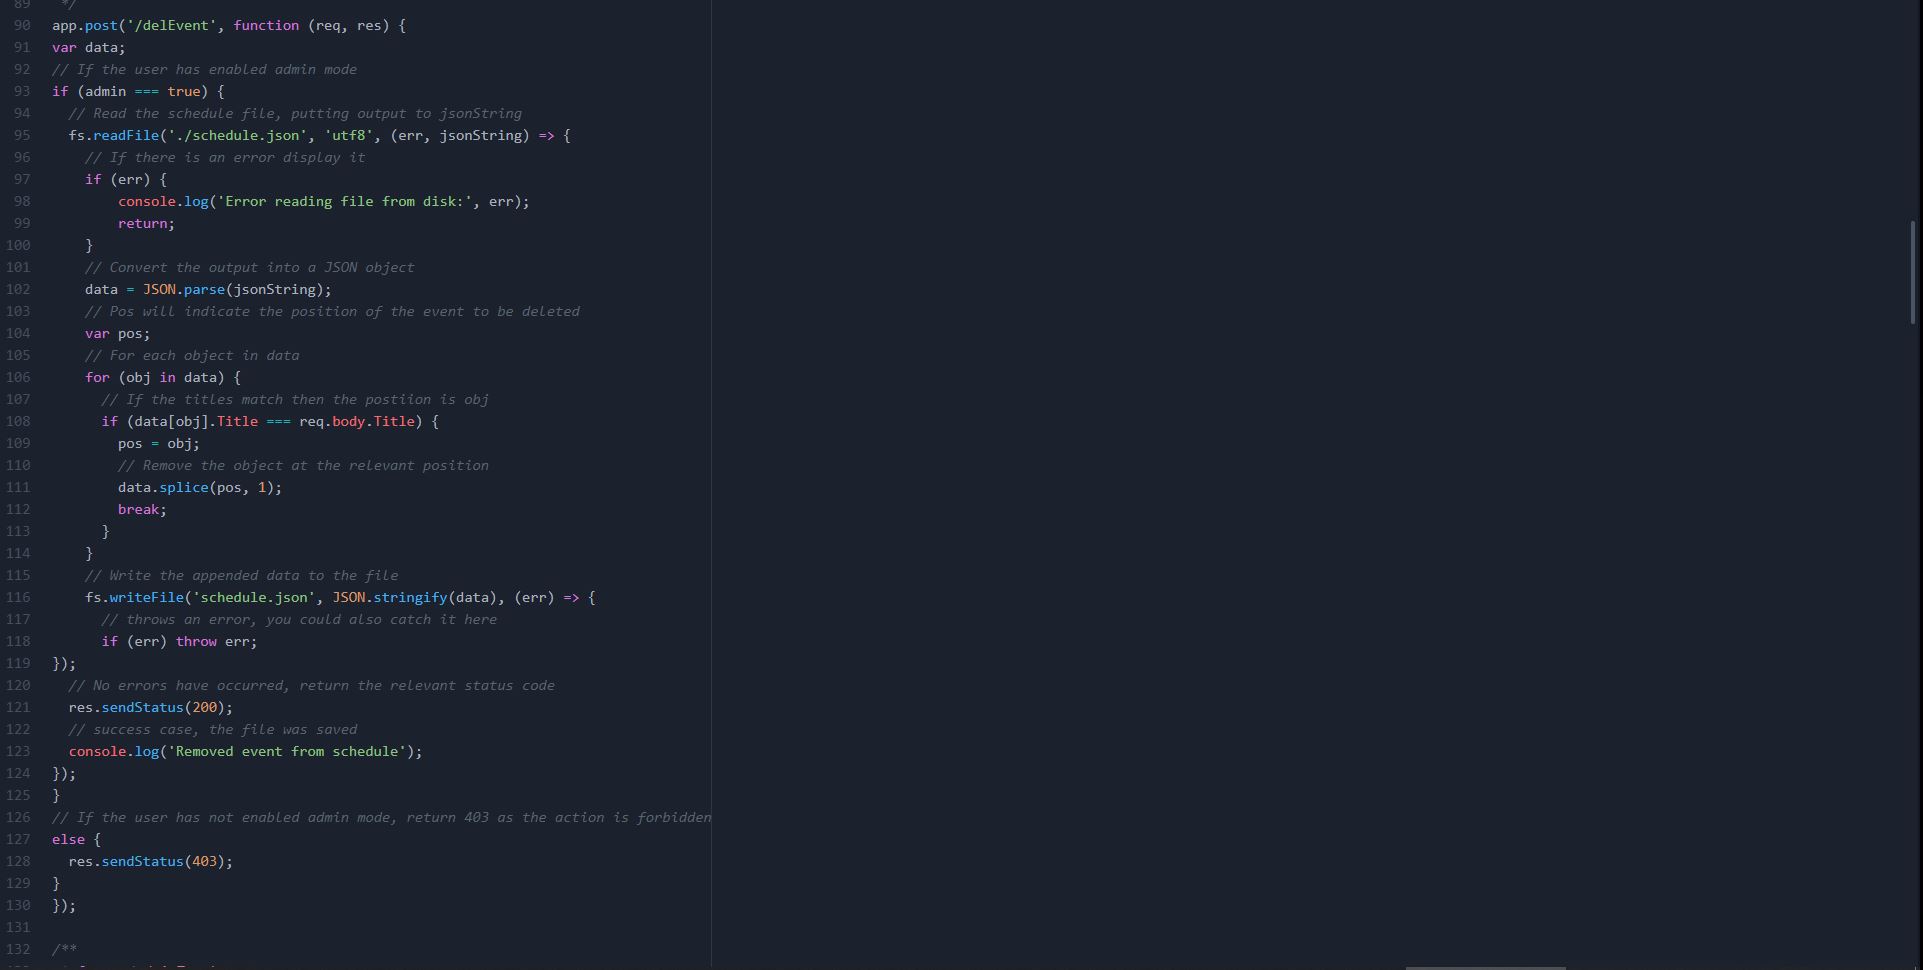 89 */
90 app.post('/delEvent', function (req, res) {
91 var data;
92 // If the user has enabled admin mode
93 if (admin === true) {
94   // Read the schedule file, putting output to jsonString
95   fs.readFile('./schedule.json', 'utf8', (err, jsonString) => {
96     // If there is an error display it
97     if (err) {
98         console.log('Error reading file from disk:', err);
99         return;
100     }
101     // Convert the output into a JSON object
102     data = JSON.parse(jsonString);
103     // Pos will indicate the position of the event to be deleted
104     var pos;
105     // For each object in data
106     for (obj in data) {
107       // If the titles match then the postiion is obj
108       if (data[obj].Title === req.body.Title) {
109         pos = obj;
110         // Remove the object at the relevant position
111         data.splice(pos, 1);
112         break;
113       }
114     }
115     // Write the appended data to the file
116     fs.writeFile('schedule.json', JSON.stringify(data), (err) => {
117       // throws an error, you could also catch it here
118       if (err) throw err;
119 });
120   // No errors have occurred, return the relevant status code
121   res.sendStatus(200);
122   // success case, the file was saved
123   console.log('Removed event from schedule');
124 });
125 }
126 // If the user has not enabled admin mode, return 403 as the action is forbidden
127 else {
128   res.sendStatus(403);
129 }
130 });
131
132 /**